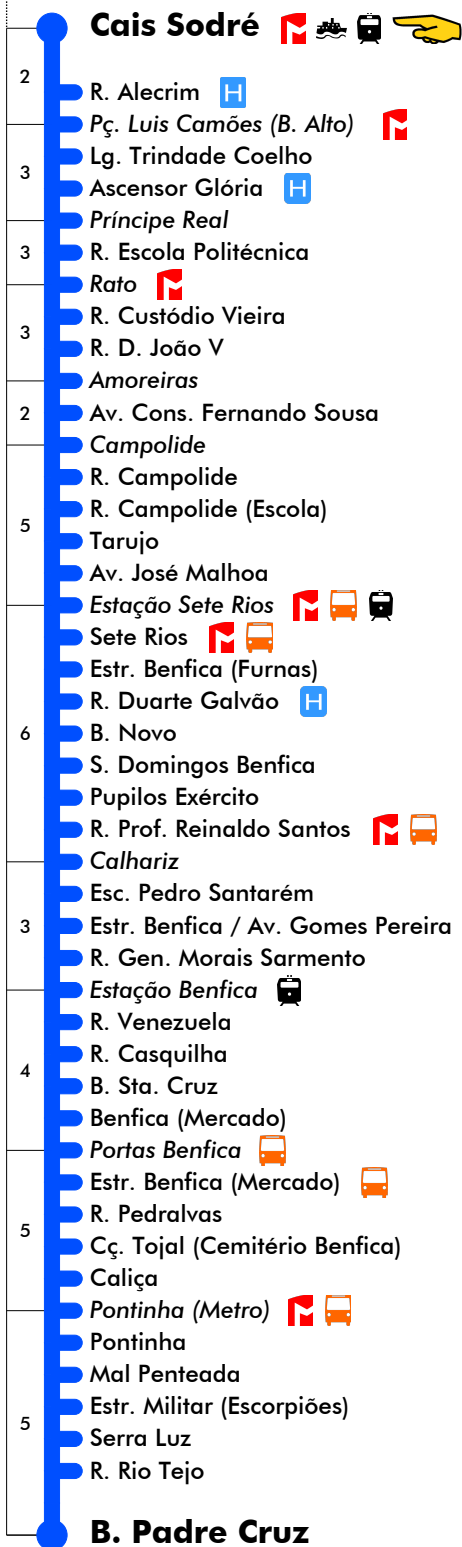 Cais Sodré
2
R. Alecrim H
Pç. Luis Camões (B. Alto)
3
Lg. Trindade Coelho
Ascensor Glória H
Príncipe Real
3
R. Escola Politécnica
Rato
R. Custódio Vieira
3
R. D. João V
Amoreiras
2
Av. Cons. Fernando Sousa
Campolide
R. Campolide
R. Campolide (Escola)
5
Tarujo
Av. José Malhoa
Estação Sete Rios
Sete Rios
Estr. Benfica (Furnas)
R. Duarte Galvão H
6
B. Novo
S. Domingos Benfica
Pupilos Exército
R. Prof. Reinaldo Santos
Calhariz
Esc. Pedro Santarém
3
Estr. Benfica / Av. Gomes Pereira
R. Gen. Morais Sarmento
Estação Benfica
R. Venezuela
R. Casquilha
4
B. Sta. Cruz
Benfica (Mercado)
Portas Benfica
Estr. Benfica (Mercado)
R. Pedralvas
5
Cç. Tojal (Cemitério Benfica)
Caliça
Pontinha (Metro)
Pontinha
Mal Penteada
Estr. Militar (Escorpiões)
5
Serra Luz
R. Rio Tejo
B. Padre Cruz